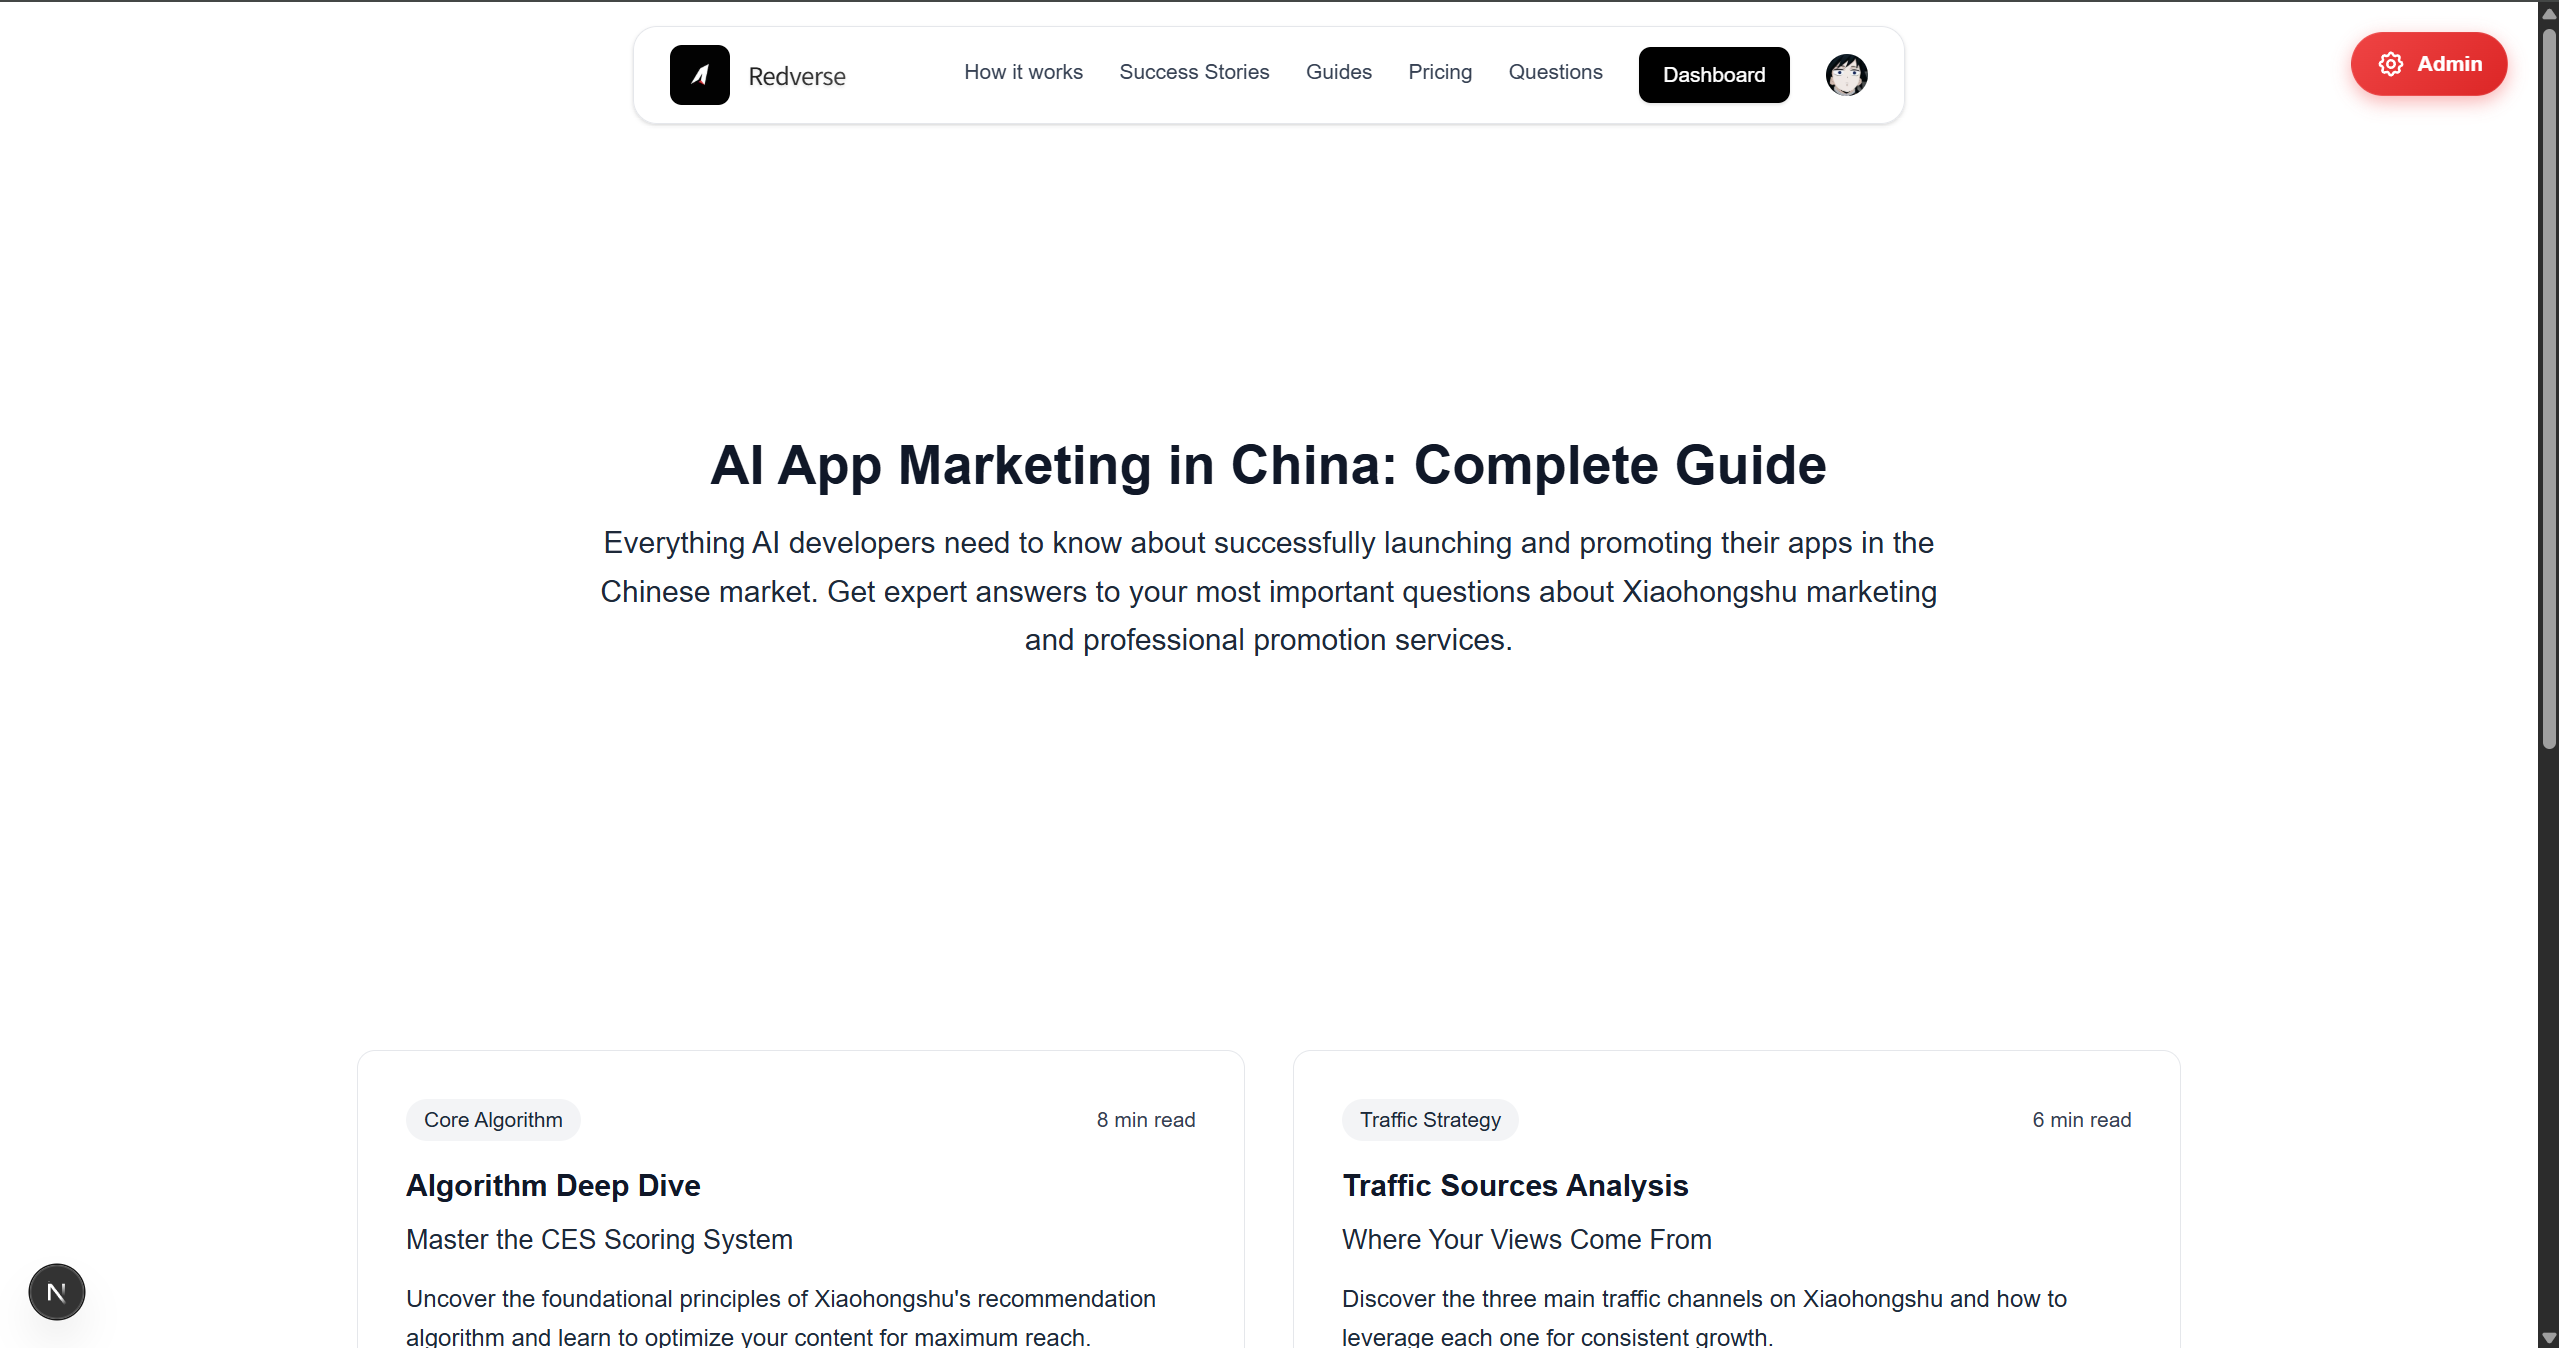 Redverse
How it works
Success Stories
Guides
Pricing
Questions
Dashboard
Admin
AI App Marketing in China: Complete Guide
Everything AI developers need to know about successfully launching and promoting their apps in the
Chinese market. Get expert answers to your most important questions about Xiaohongshu marketing
and professional promotion services.
Core Algorithm
8 min read
Algorithm Deep Dive
Master the CES Scoring System
Uncover the foundational principles of Xiaohongshu's recommendation
algorithm and learn to optimize your content for maximum reach.
Traffic Strategy
6 min read
Traffic Sources Analysis
Where Your Views Come From
Discover the three main traffic channels on Xiaohongshu and how to
leverage each one for consistent growth.
N